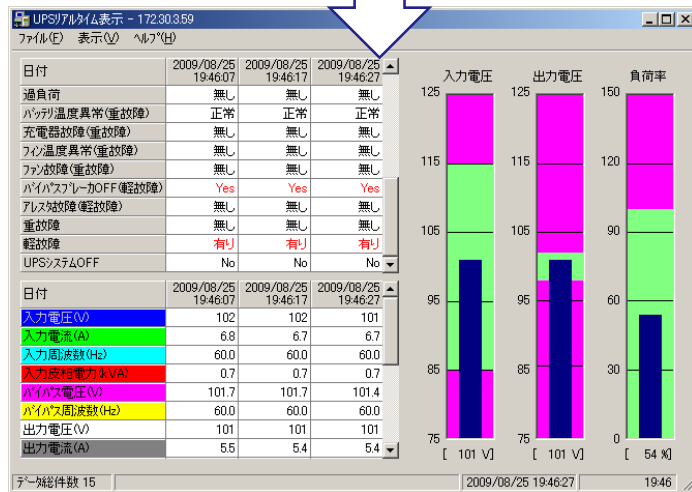 UPSリアルタイム表示 - 172.30.3.59
ファイル(F) 表示(V) ヘルプ(H)
日付 2009/08/25 19:46:07 2009/08/25 19:46:17 2009/08/25 19:46:27
過負荷 無し 無し 無し
バッテリ温度異常(重故障) 正常 正常 正常
充電器故障(重故障) 無し 無し 無し
フィン温度異常(重故障) 無し 無し 無し
ファン故障(重故障) 無し 無し 無し
バイパスブレーカOFF(軽故障) Yes Yes Yes
アレスタ故障(軽故障) 無し 無し 無し
重故障 無し 無し 無し
軽故障 有り 有り 有り
UPSシステムOFF No No No
日付 2009/08/25 19:46:07 2009/08/25 19:46:17 2009/08/25 19:46:27
入力電圧(V) 102 102 101
入力電流(A) 6.8 6.7 6.7
入力周波数(Hz) 60.0 60.0 60.0
入力皮相電力(kVA) 0.7 0.7 0.7
バイパス電圧(V) 101.7 101.7 101.4
バイパス周波数(Hz) 60.0 60.0 60.0
出力電圧(V) 101 101 101
出力電流(A) 5.5 5.4 5.4
入力電圧 出力電圧 負荷率
125 125 150
115 115 120
105 105 90
95 95 60
85 85 30
75 75 0
[ 101 V] [ 101 V] [ 54 %]
データ総件数 15 2009/08/25 19:46:27 19:46